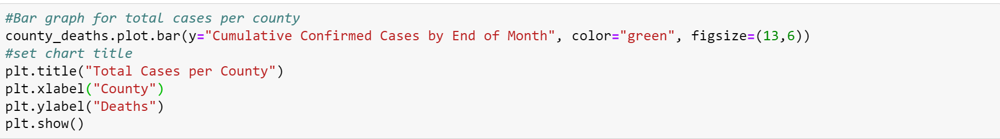 #Bar graph for total cases per county
county_deaths.plot.bar(y="Cumulative Confirmed Cases by End of Month", color="green", figsize=(13,6))
#set chart title
plt.title("Total Cases per County")
plt.xlabel("County")
plt.ylabel("Deaths")
plt.show()